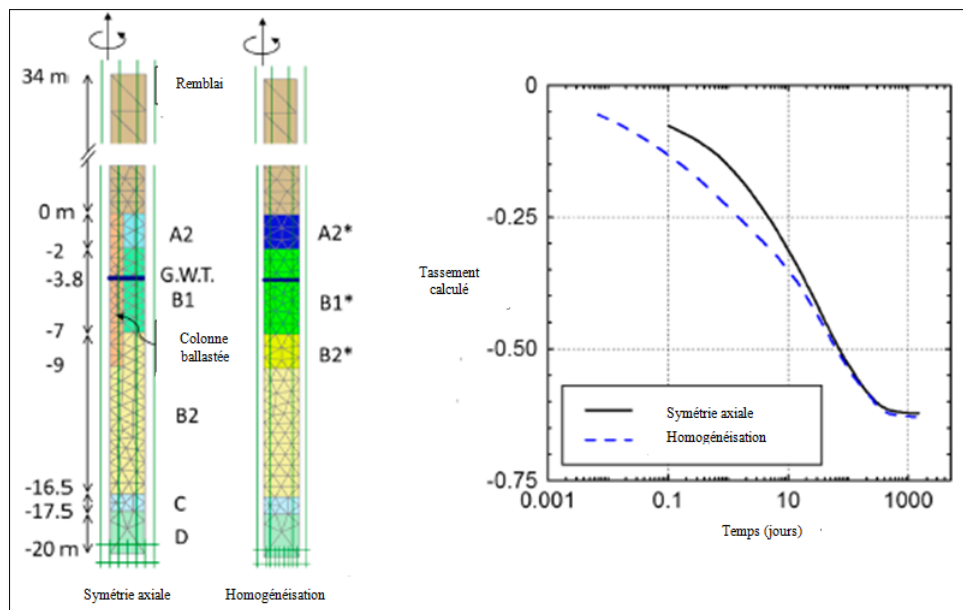 34 m
Remblai
0 m
A2
A2*
-2
-3.8
G.W.T.
B1
B1*
-7
Colonne
ballastée
-9
B2*
B2
-16.5
C
-17.5
D
-20 m
Symétrie axiale
Homogénéisation
0
-0.25
Tassement
calculé
-0.50
Symétrie axiale
Homogénéisation
-0.75
0.001
0.1
10
1000
Temps (jours)